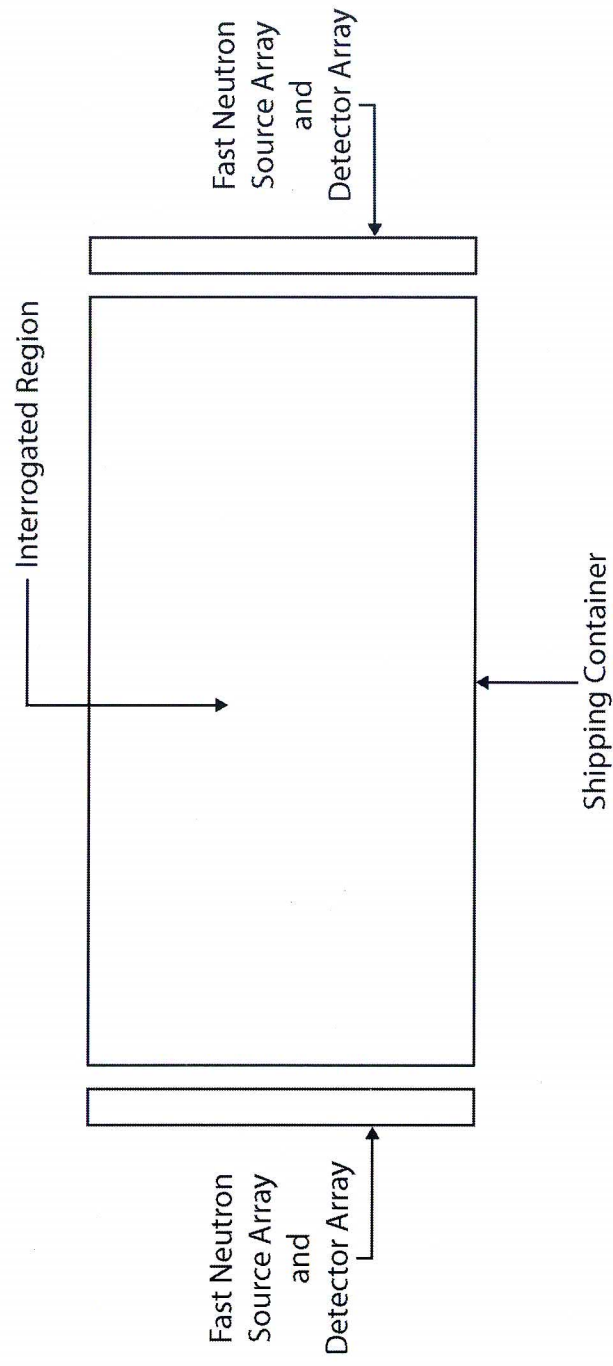 Interrogated Region
Fast Neutron
Source Array
and
Detector Array
Fast Neutron
Source Array
and
Detector Array
Shipping Container